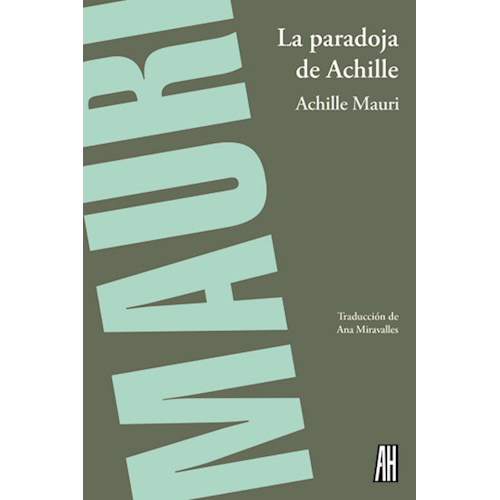 La paradoja
de Achille
Achille Mauri
MAURI
Traducción de
Ana Miravalles
AH